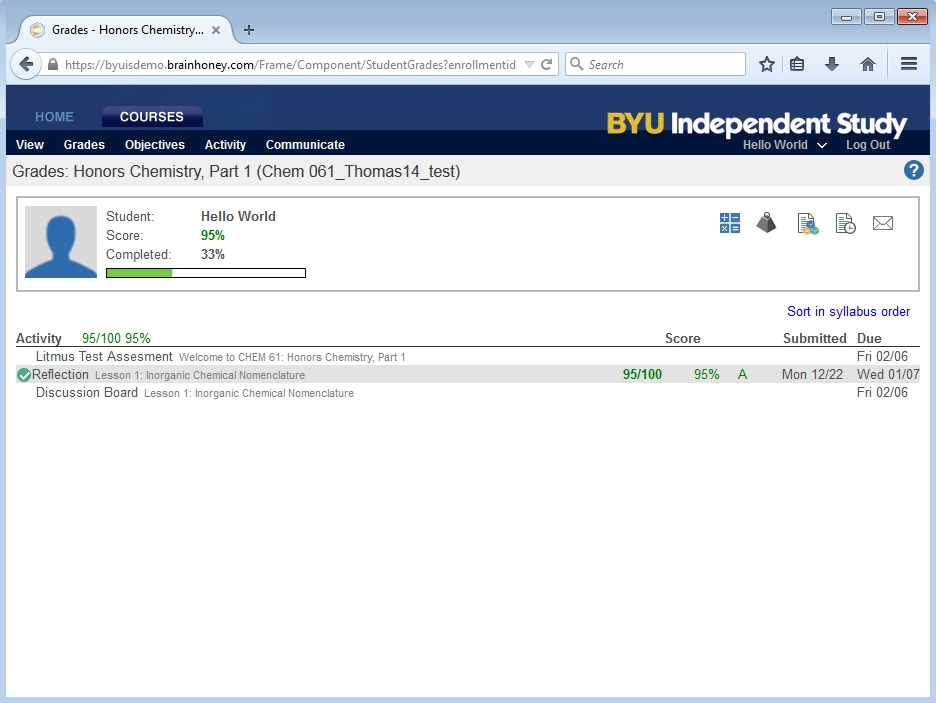 Grades - Honors Chemistry...
https://byuisdemo.brainhoney.com/Frame/Component/StudentGrades?enrollmentid
Search
HOME COURSES
BYU Independent Study
View Grades Objectives Activity Communicate Hello World Log Out
Grades: Honors Chemistry, Part 1 (Chem 061_Thomas14_test)
?
Student: Hello World
Score: 95%
Completed: 33%
Sort in syllabus order
Activity 95/100 95% Score Submitted Due
Litmus Test Assesment Welcome to CHEM 61: Honors Chemistry, Part 1 Fri 02/06
Reflection Lesson 1: Inorganic Chemical Nomenclature 95/100 95% A Mon 12/22 Wed 01/07
Discussion Board Lesson 1: Inorganic Chemical Nomenclature Fri 02/06